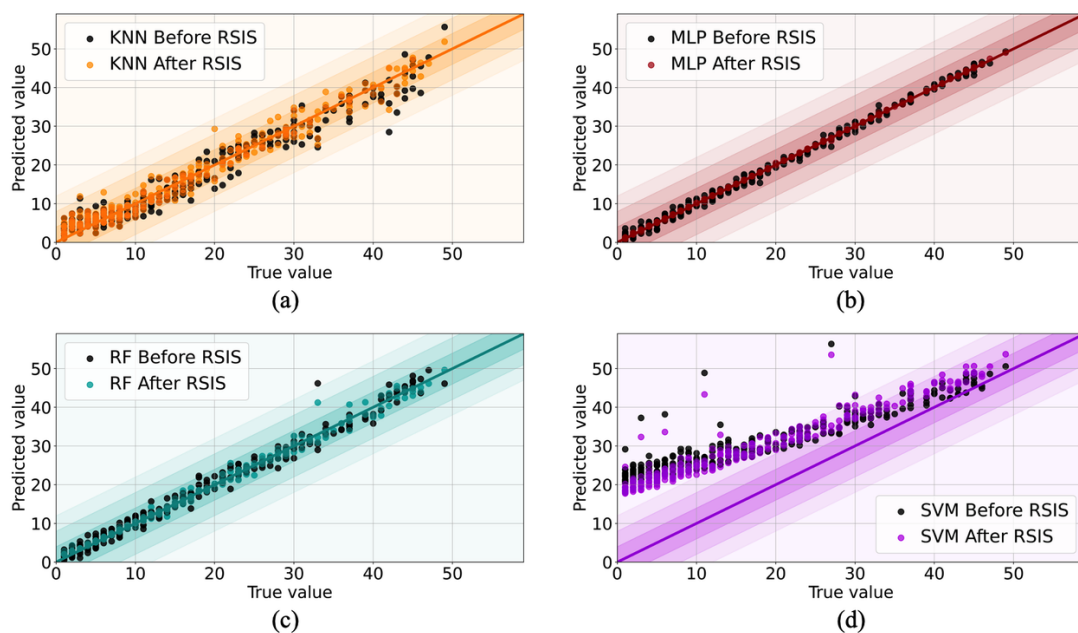 KNN Before RSIS
KNN After RSIS
Predicted value
50
40
30
20
10
0
0 10 20 30 40 50
True value
(a)
MLP Before RSIS
MLP After RSIS
Predicted value
50
40
30
20
10
0
0 10 20 30 40 50
True value
(b)
RF Before RSIS
RF After RSIS
Predicted value
50
40
30
20
10
0
0 10 20 30 40 50
True value
(c)
SVM Before RSIS
SVM After RSIS
Predicted value
50
40
30
20
10
0
0 10 20 30 40 50
True value
(d)